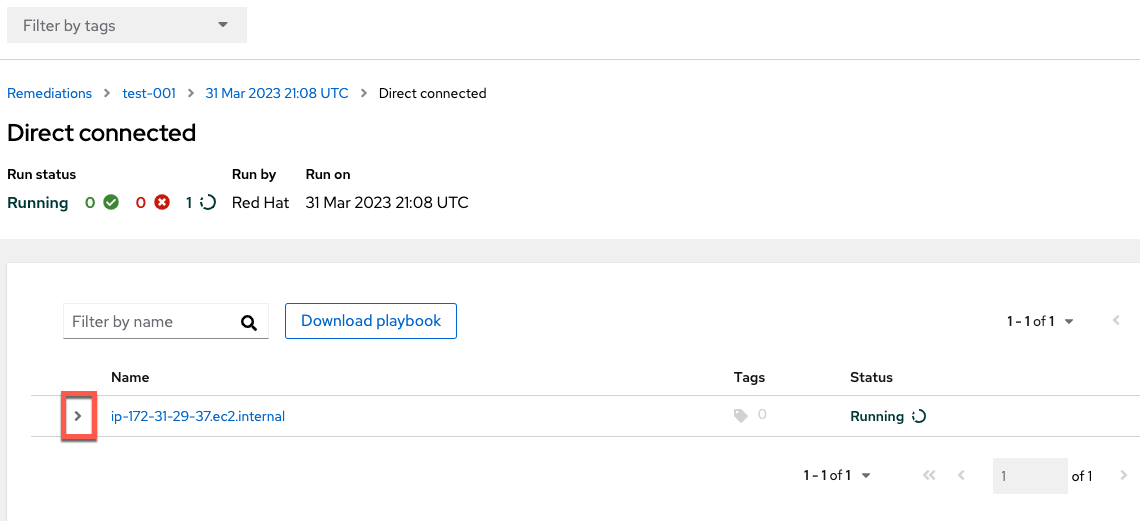 Filter by tags
Remediations > test-001 > 31 Mar 2023 21:08 UTC > Direct connected
Direct connected
Run status Run by Run on
Running 0 0 1 Red Hat 31 Mar 2023 21:08 UTC
Filter by name Download playbook 1 - 1 of 1
Name Tags Status
ip-172-31-29-37.ec2.internal 0 Running
1 - 1 of 1 1 of 1